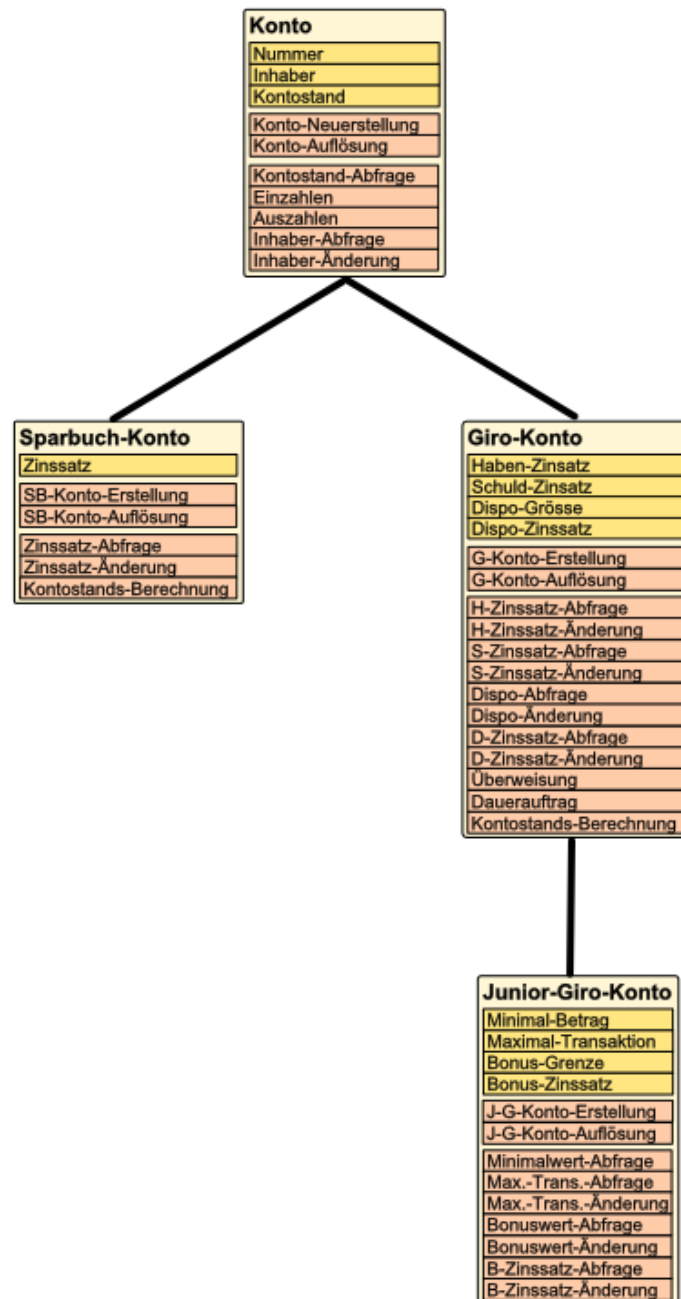 Konto
Nummer
Inhaber
Kontostand
Konto-Neuerstellung
Konto-Auflösung
Kontostand-Abfrage
Einzahlen
Auszahlen
Inhaber-Abfrage
Inhaber-Änderung
Sparbuch-Konto
Zinssatz
SB-Konto-Erstellung
SB-Konto-Auflösung
Zinssatz-Abfrage
Zinssatz-Änderung
Kontostands-Berechnung
Giro-Konto
Haben-Zinsatz
Schuld-Zinsatz
Dispo-Grösse
Dispo-Zinssatz
G-Konto-Erstellung
G-Konto-Auflösung
H-Zinssatz-Abfrage
H-Zinssatz-Änderung
S-Zinssatz-Abfrage
S-Zinssatz-Änderung
Dispo-Abfrage
Dispo-Änderung
D-Zinssatz-Abfrage
D-Zinssatz-Änderung
Überweisung
Dauerauftrag
Kontostands-Berechnung
Junior-Giro-Konto
Minimal-Betrag
Maximal-Transaktion
Bonus-Grenze
Bonus-Zinssatz
J-G-Konto-Erstellung
J-G-Konto-Auflösung
Minimalwert-Abfrage
Max.-Trans.-Abfrage
Max.-Trans.-Änderung
Bonuswert-Abfrage
Bonuswert-Änderung
B-Zinssatz-Abfrage
B-Zinssatz-Änderung